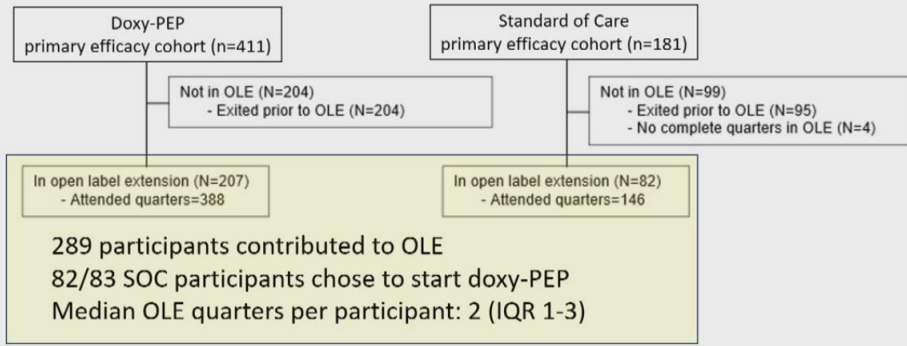 Doxy-PEP
primary efficacy cohort (n=411)
Standard of Care
primary efficacy cohort (n=181)
Not in OLE (N=204)
- Exited prior to OLE (N=204)
Not in OLE (N=99)
- Exited prior to OLE (N=95)
- No complete quarters in OLE (N=4)
In open label extension (N=207)
- Attended quarters=388
In open label extension (N=82)
- Attended quarters=146
289 participants contributed to OLE
82/83 SOC participants chose to start doxy-PEP
Median OLE quarters per participant: 2 (IQR 1-3)